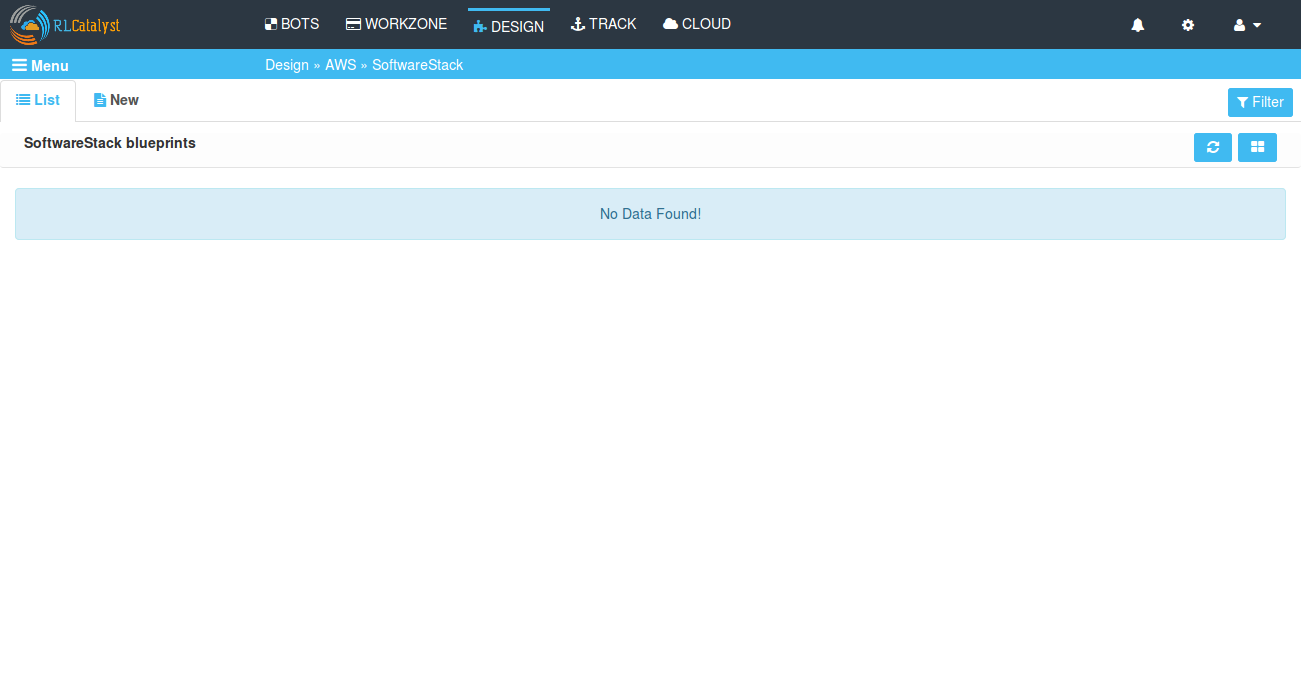 RLCatalyst BOTS WORKZONE DESIGN TRACK CLOUD
Menu Design » AWS » SoftwareStack
List New Filter
SoftwareStack blueprints
No Data Found!